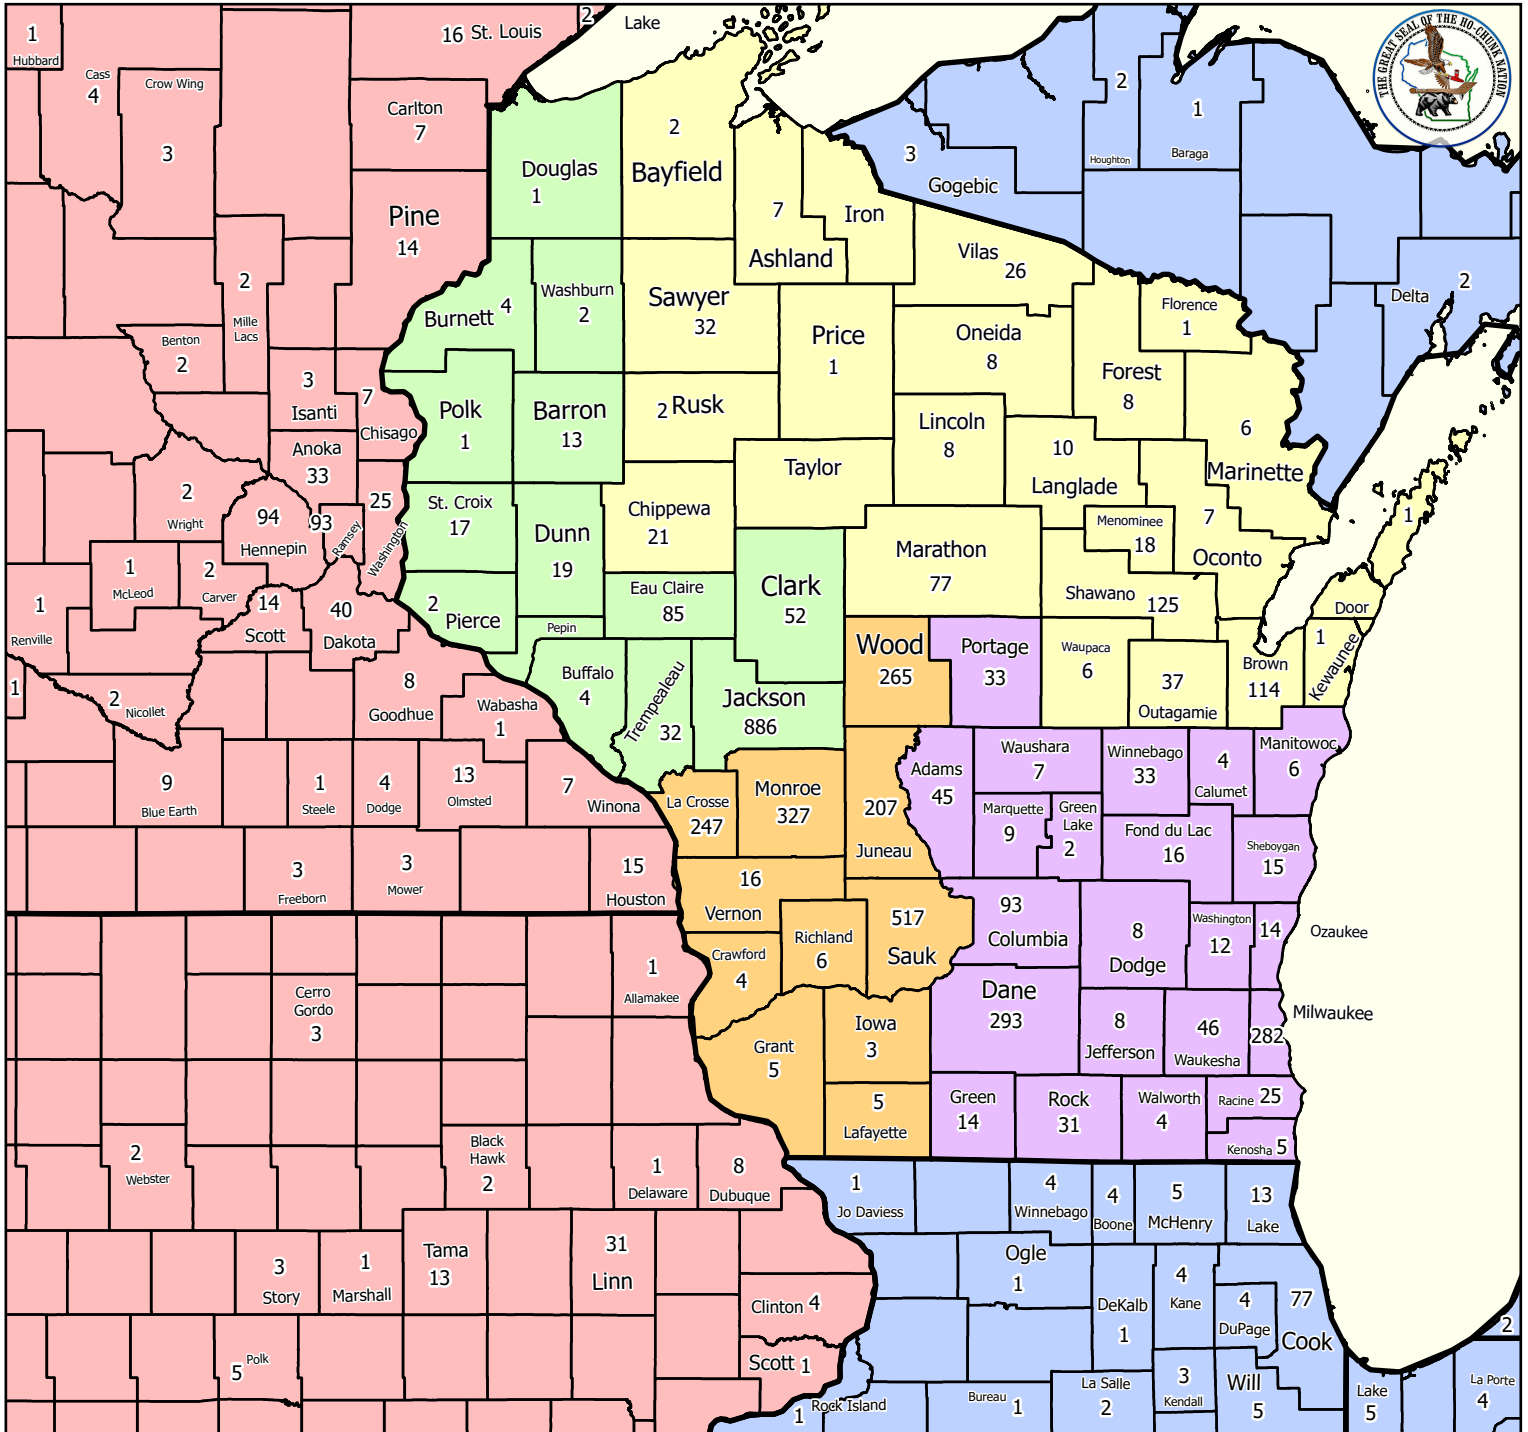 1
Hubbard
Cass
4
Crow Wing
3
16 St. Louis
2
Lake
Carlton
7
Pine
14
2
Mille
Lacs
Benton
2
3
Isanti
7
Chisago
Anoka
33
2
Wright
94
Hennepin
93
Ramsey
25
Washington
1
McLeod
2
Carver
1
Renville
14
Scott
40
Dakota
1
2
Nicollet
8
Goodhue
Wabasha
1
9
Blue Earth
1
Steele
4
Dodge
13
Olmsted
7
Winona
3
Freeborn
3
Mower
15
Houston
1
Allamakee
Cerro
Gordo
3
2
Webster
Black
Hawk
2
1
Delaware
8
Dubuque
3
Story
1
Marshall
Tama
13
31
Linn
Clinton 4
Scott 1
5 Polk
Douglas
1
2
Bayfield
7
Ashland
Iron
Vilas
26
Burnett 4
Washburn
2
Sawyer
32
Price
1
Oneida
8
Florence
1
Forest
8
6
Marinette
Polk
1
Barron
13
2 Rusk
Taylor
Lincoln
8
10
Langlade
St. Croix
17
Dunn
19
Chippewa
21
Marathon
77
Menominee
18
7
Oconto
1
Door
2
Pierce
Pepin
Eau Claire
85
Clark
52
Shawano
125
Buffalo
4
Trempealeau
32
Jackson
886
Wood
265
Portage
33
Waupaca
6
37
Outagamie
Brown
114
1
Kewaunee
La Crosse
247
Monroe
327
207
Juneau
Adams
45
Waushara
7
Winnebago
33
4
Calumet
Manitowoc
6
Marquette
9
Green
Lake
2
Fond du Lac
16
Sheboygan
15
16
Vernon
Crawford
4
Richland
6
517
Sauk
93
Columbia
8
Dodge
Washington
12
14
Ozaukee
Grant
5
Iowa
3
5
Lafayette
Dane
293
8
Jefferson
46
Waukesha
282
Milwaukee
Green
14
Rock
31
Walworth
4
Racine 25
Kenosha 5
3
Gogebic
2
Houghton
1
Baraga
Delta
2
THE GREAT SEAL OF THE HO-CHUNK NATION
1
Jo Daviess
4
Winnebago
4
Boone
5
McHenry
13
Lake
Ogle
1
DeKalb
1
4
Kane
4
DuPage
77
Cook
3
Kendall
Will
5
La Salle
2
Bureau 1
1 Rock Island
Lake
5
La Porte
4
2